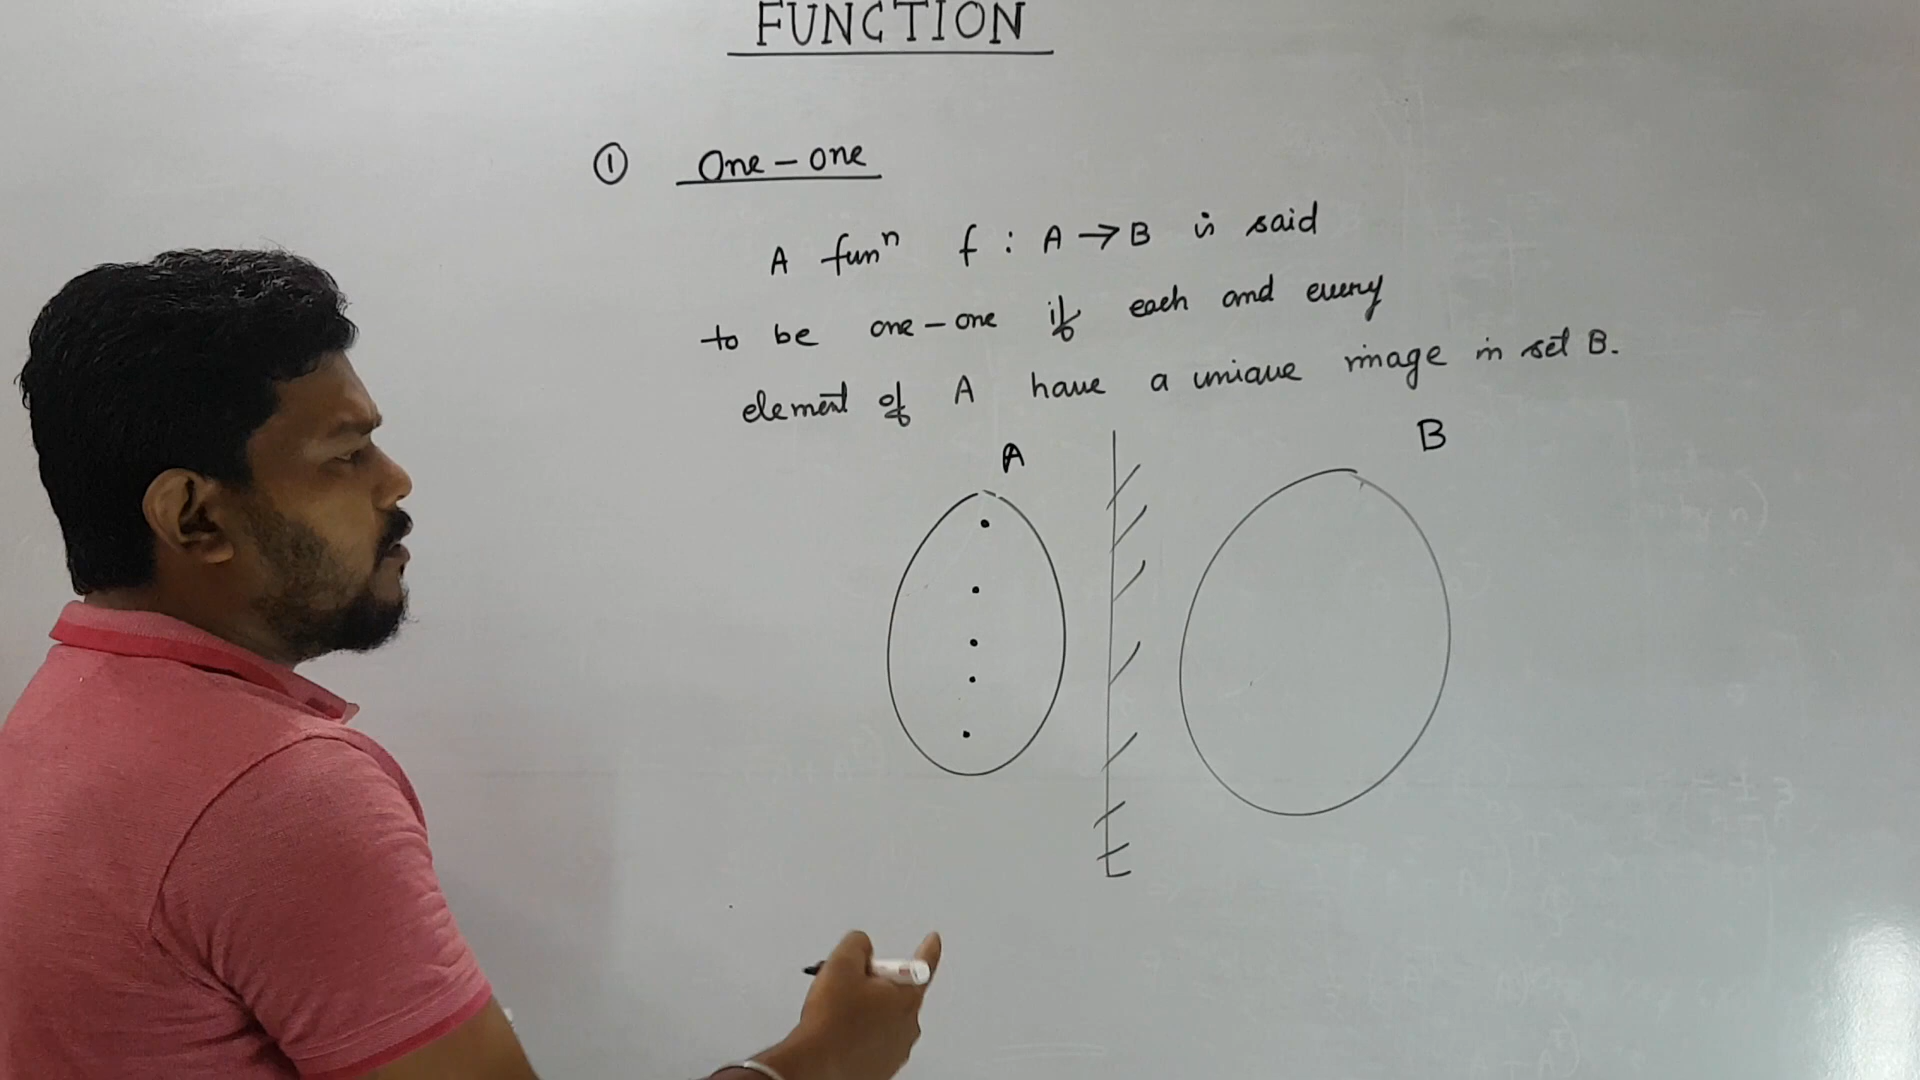 FUNCTION
① One-one
A funⁿ f : A → B is said
to be one-one if each and every
element of A have a unique image in set B.
A
B